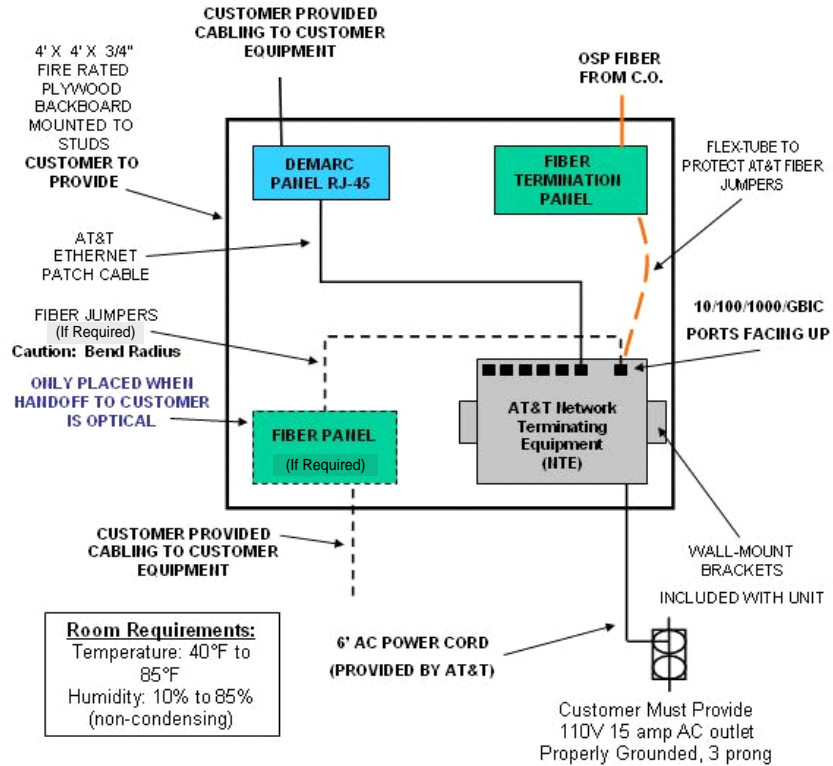 CUSTOMER PROVIDED
CABLING TO CUSTOMER
EQUIPMENT
4' X 4' X 3/4"
FIRE RATED
PLYWOOD
BACKBOARD
MOUNTED TO
STUDS
CUSTOMER TO
PROVIDE
OSP FIBER
FROM C.O.
DEMARC
PANEL RJ-45
FIBER
TERMINATION
PANEL
FLEX-TUBE TO
PROTECT AT&T FIBER
JUMPERS
AT&T
ETHERNET
PATCH CABLE
FIBER JUMPERS
(If Required)
Caution: Bend Radius
10/100/1000/GBIC
PORTS FACING UP
ONLY PLACED WHEN
HANDOFF TO CUSTOMER
IS OPTICAL
FIBER PANEL
(If Required)
AT&T Network
Terminating
Equipment
(NTE)
CUSTOMER PROVIDED
CABLING TO CUSTOMER
EQUIPMENT
WALL-MOUNT
BRACKETS
INCLUDED WITH UNIT
Room Requirements:
Temperature: 40°F to
85°F
Humidity: 10% to 85%
(non-condensing)
6' AC POWER CORD
(PROVIDED BY AT&T)
Customer Must Provide
110V 15 amp AC outlet
Properly Grounded, 3 prong